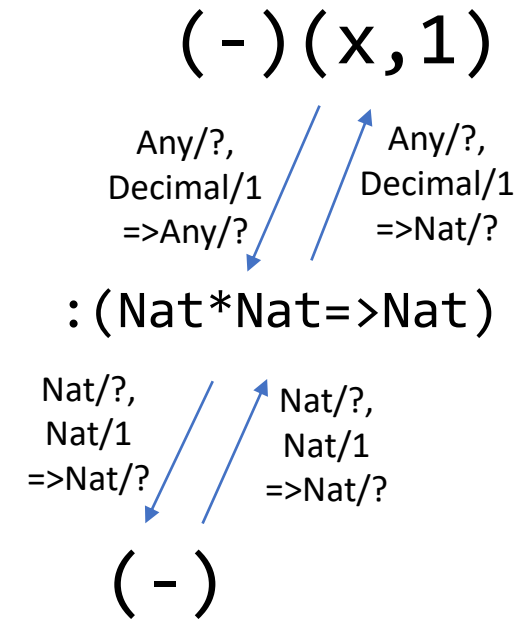 (-)(x,1)
Any/?,
Decimal/1
=>Any/?
Any/?,
Decimal/1
=>Nat/?
:(Nat*Nat=>Nat)
Nat/?,
Nat/1
=>Nat/?
Nat/?,
Nat/1
=>Nat/?
(-)